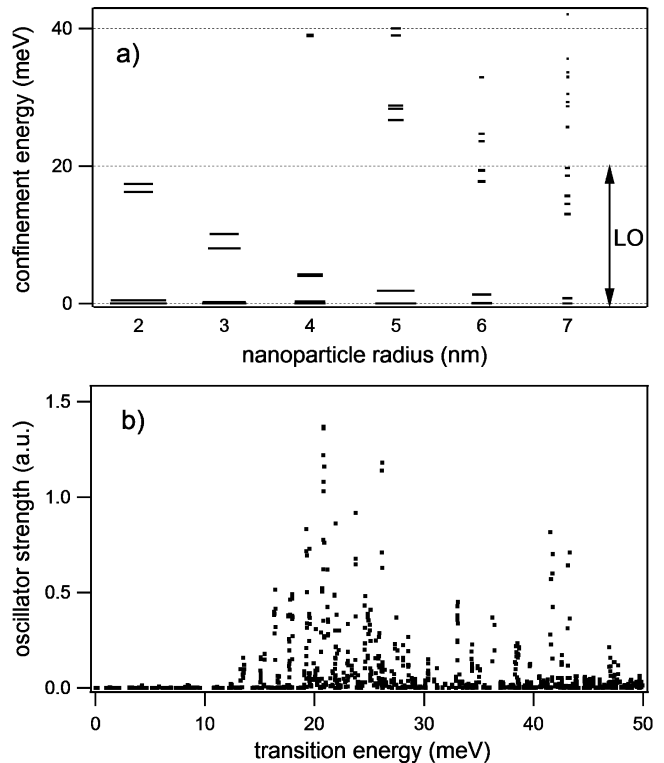 a)
confinement energy (meV)
40
20
0
LO
2 3 4 5 6 7
nanoparticle radius (nm)
b)
oscillator strength (a.u.)
1.5
1.0
0.5
0.0
0 10 20 30 40 50
transition energy (meV)